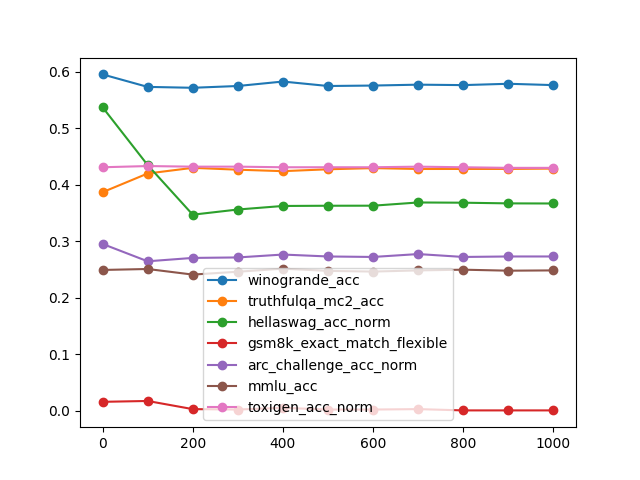 0.6
0.5
0.4
0.3
0.2
0.1
0.0
winogrande_acc
truthfulqa_mc2_acc
hellaswag_acc_norm
gsm8k_exact_match_flexible
arc_challenge_acc_norm
mmlu_acc
toxigen_acc_norm
0 200 400 600 800 1000